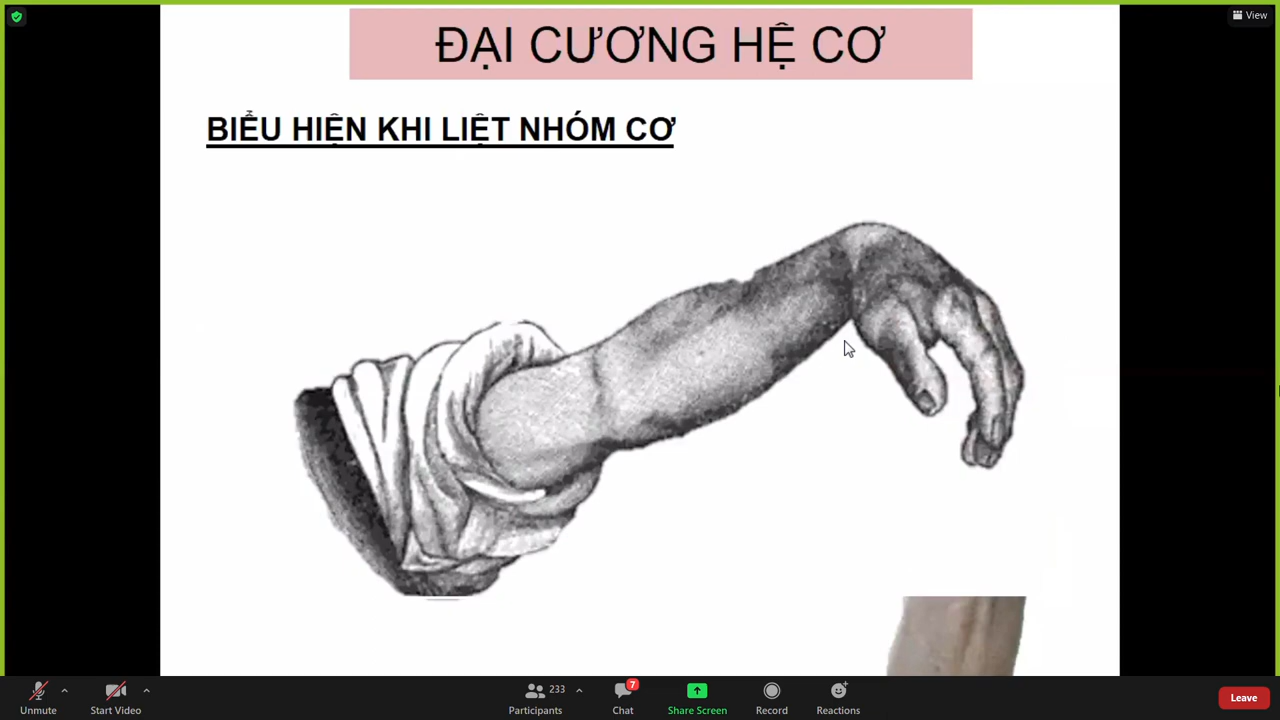 View
ĐẠI CƯƠNG HỆ CƠ
BIỂU HIỆN KHI LIỆT NHÓM CƠ
Unmute
Start Video
233
Participants
7
Chat
Share Screen
Record
Reactions
Leave